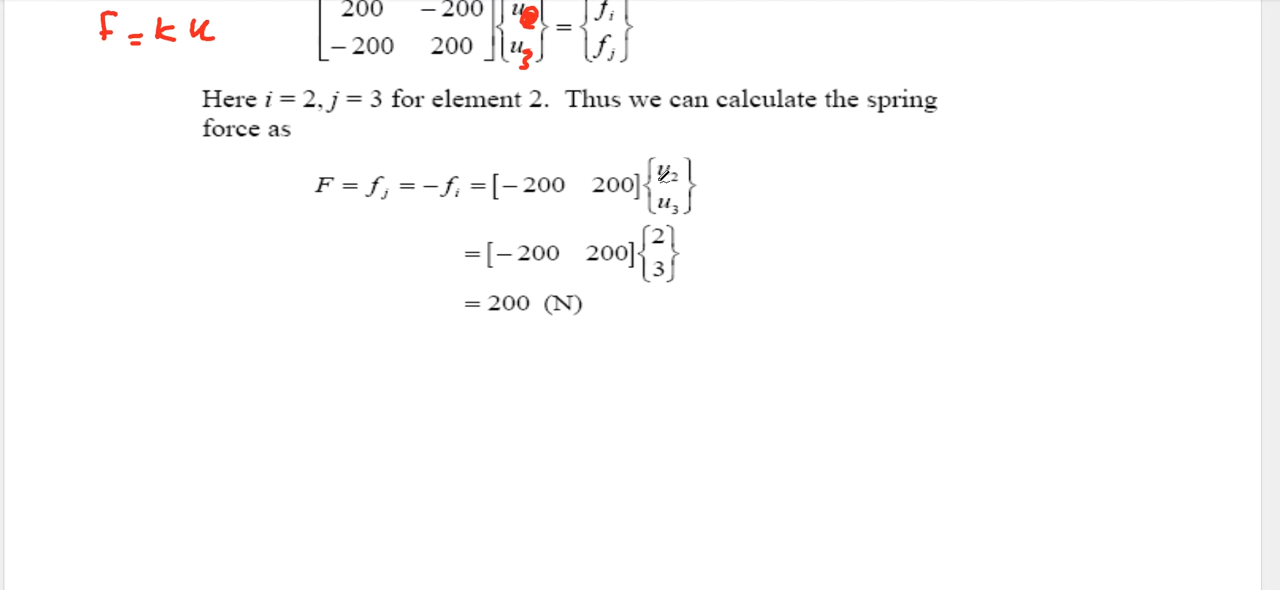 F = k u
[200 -200; -200 200]{u2; u3} = {fi; fj}
Here i = 2, j = 3 for element 2. Thus we can calculate the spring
force as
F = fj = -fi = [-200 200]{u2; u3}
= [-200 200]{2; 3}
= 200 (N)